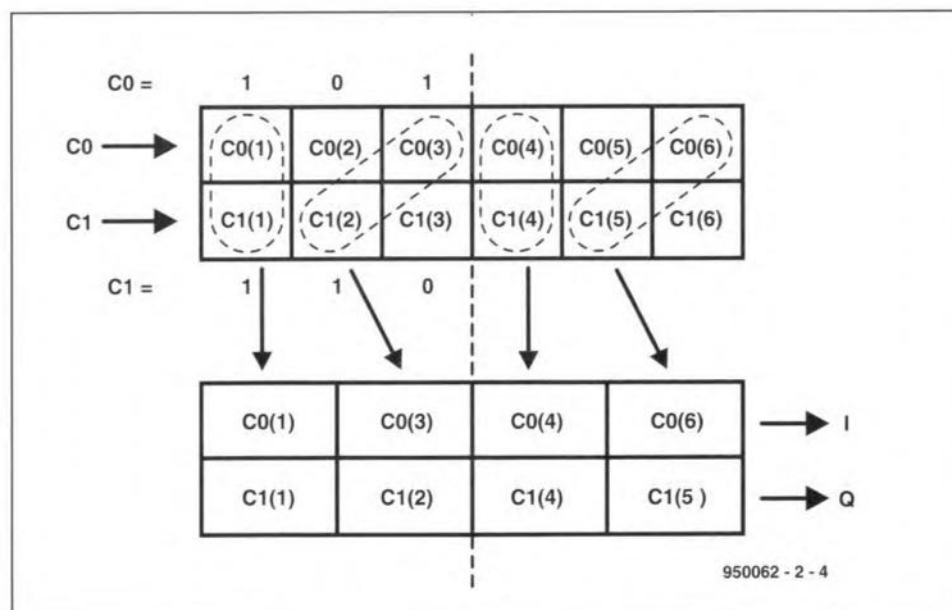 C0 = 1 0 1
C0 C0(1) C0(2) C0(3) C0(4) C0(5) C0(6)
C1 C1(1) C1(2) C1(3) C1(4) C1(5) C1(6)
C1 = 1 1 0
C0(1) C0(3) C0(4) C0(6) I
C1(1) C1(2) C1(4) C1(5 ) Q
950062 - 2 - 4